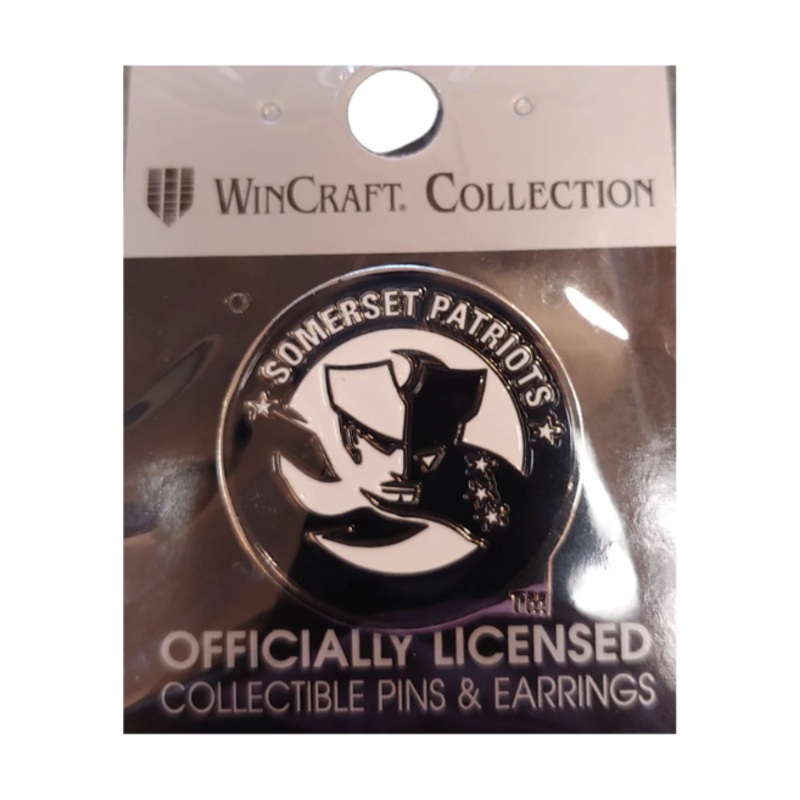 WINCRAFT® COLLECTION
SOMERSET PATRIOTS
TM
OFFICIALLY LICENSED
COLLECTIBLE PINS & EARRINGS